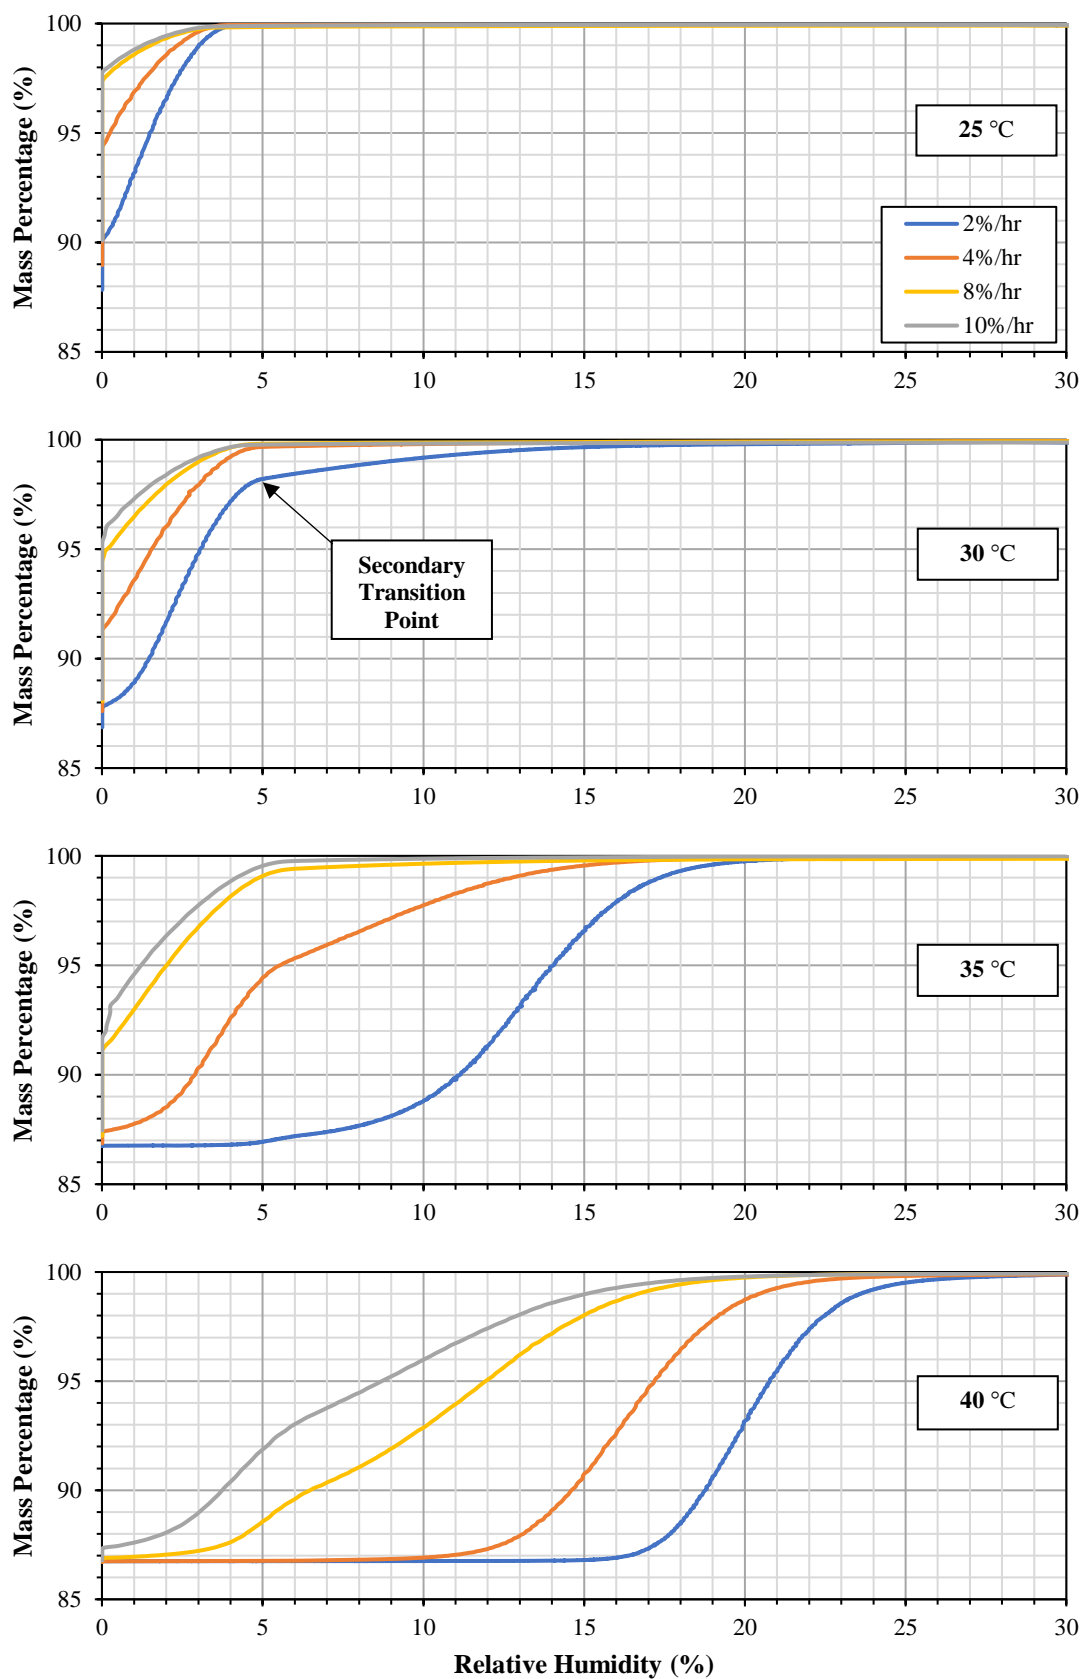 100
95
90
85
Mass Percentage (%)
25 °C
2%/hr
4%/hr
8%/hr
10%/hr
0 5 10 15 20 25 30
100
95
90
85
Mass Percentage (%)
30 °C
Secondary
Transition
Point
0 5 10 15 20 25 30
100
95
90
85
Mass Percentage (%)
35 °C
0 5 10 15 20 25 30
100
95
90
85
Mass Percentage (%)
40 °C
0 5 10 15 20 25 30
Relative Humidity (%)